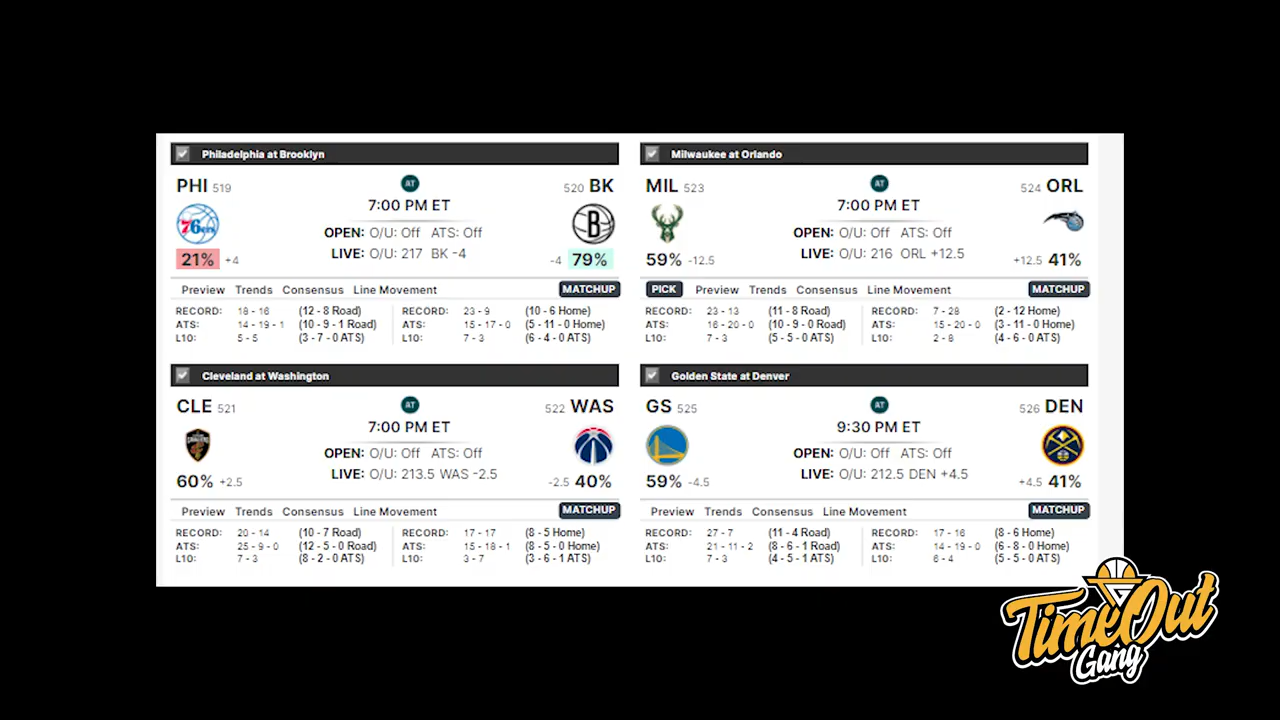 Philadelphia at Brooklyn
PHI 519
AT
520 BK
7:00 PM ET
76ers
B
OPEN: O/U: Off ATS: Off
LIVE: O/U: 217 BK -4
21% +4
-4 79%
Preview Trends Consensus Line Movement MATCHUP
RECORD: 18 - 16 (12 - 8 Road) RECORD: 23 - 9 (10 - 6 Home)
ATS: 14 - 19 - 1 (10 - 9 - 1 Road) ATS: 15 - 17 - 0 (5 - 11 - 0 Home)
L10: 5 - 5 (3 - 7 - 0 ATS) L10: 7 - 3 (6 - 4 - 0 ATS)
Milwaukee at Orlando
MIL 523
AT
524 ORL
7:00 PM ET
OPEN: O/U: Off ATS: Off
LIVE: O/U: 216 ORL +12.5
59% -12.5
+12.5 41%
PICK Preview Trends Consensus Line Movement MATCHUP
RECORD: 23 - 13 (11 - 8 Road) RECORD: 7 - 28 (2 - 12 Home)
ATS: 16 - 20 - 0 (10 - 9 - 0 Road) ATS: 15 - 20 - 0 (3 - 11 - 0 Home)
L10: 7 - 3 (5 - 5 - 0 ATS) L10: 2 - 8 (4 - 6 - 0 ATS)
Cleveland at Washington
CLE 521
AT
522 WAS
7:00 PM ET
OPEN: O/U: Off ATS: Off
LIVE: O/U: 213.5 WAS -2.5
60% +2.5
-2.5 40%
Preview Trends Consensus Line Movement MATCHUP
RECORD: 20 - 14 (10 - 7 Road) RECORD: 17 - 17 (8 - 5 Home)
ATS: 25 - 9 - 0 (12 - 5 - 0 Road) ATS: 15 - 18 - 1 (8 - 5 - 0 Home)
L10: 7 - 3 (8 - 2 - 0 ATS) L10: 3 - 7 (3 - 6 - 1 ATS)
Golden State at Denver
GS 525
AT
526 DEN
9:30 PM ET
OPEN: O/U: Off ATS: Off
LIVE: O/U: 212.5 DEN +4.5
59% -4.5
+4.5 41%
Preview Trends Consensus Line Movement MATCHUP
RECORD: 27 - 7 (11 - 4 Road) RECORD: 17 - 16 (8 - 6 Home)
ATS: 21 - 11 - 2 (8 - 6 - 1 Road) ATS: 14 - 19 - 0 (6 - 8 - 0 Home)
L10: 7 - 3 (4 - 5 - 1 ATS) L10: 6 - 4 (5 - 5 - 0 ATS)
TimeOut
Gang